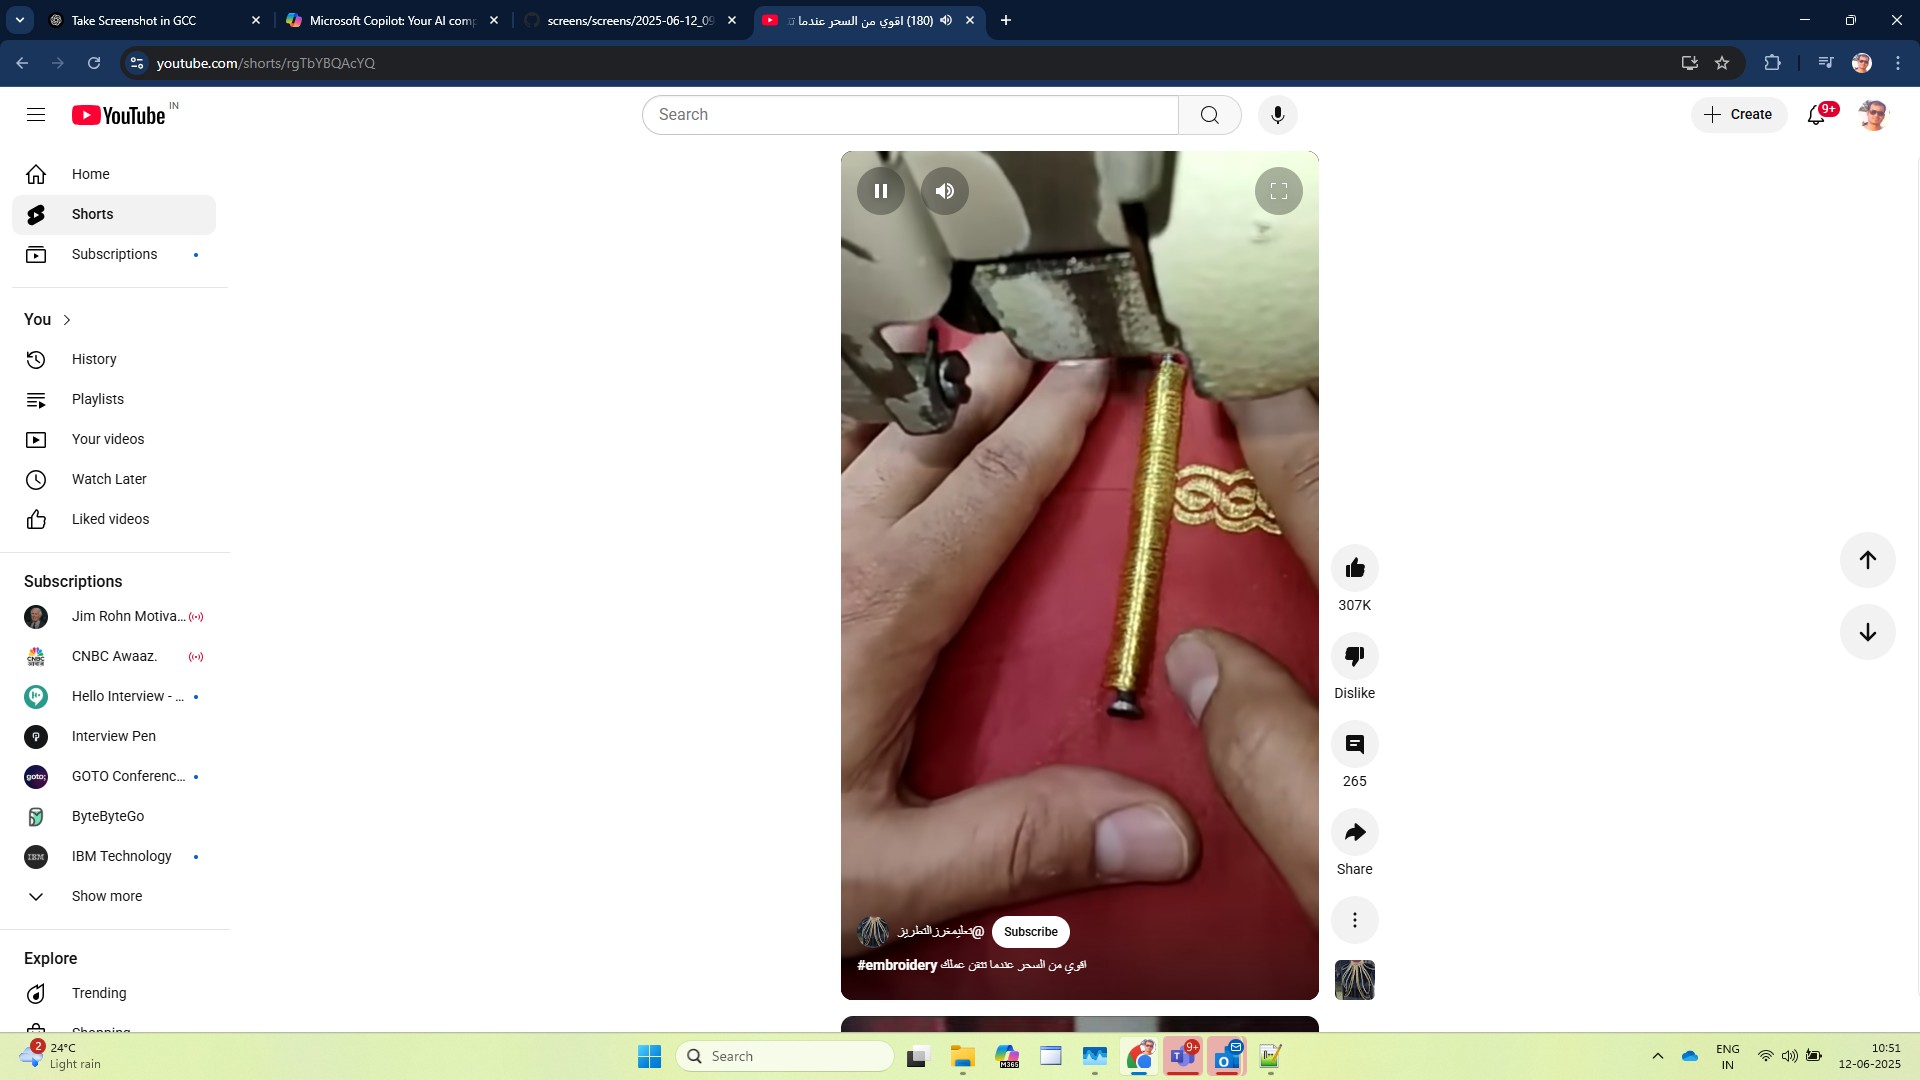 Take Screenshot in GCC
Microsoft Copilot: Your AI comp
screens/screens/2025-06-12_09
(180) اقوي من السحر عندما تت
youtube.com/shorts/rgTbYBQAcYQ
YouTube IN
Search
Create
9+
Home
Shorts
Subscriptions
You
History
Playlists
Your videos
Watch Later
Liked videos
Subscriptions
Jim Rohn Motiva...
CNBC Awaaz.
Hello Interview - ...
Interview Pen
GOTO Conferenc...
ByteByteGo
IBM Technology
Show more
Explore
Trending
Shopping
307K
Dislike
265
Share
@تعليمغرزالتطريز
Subscribe
#embroidery اقوي من السحر عندما تتقن عملك
2
24°C
Light rain
Search
M365
9+
ENG
IN
10:51
12-06-2025